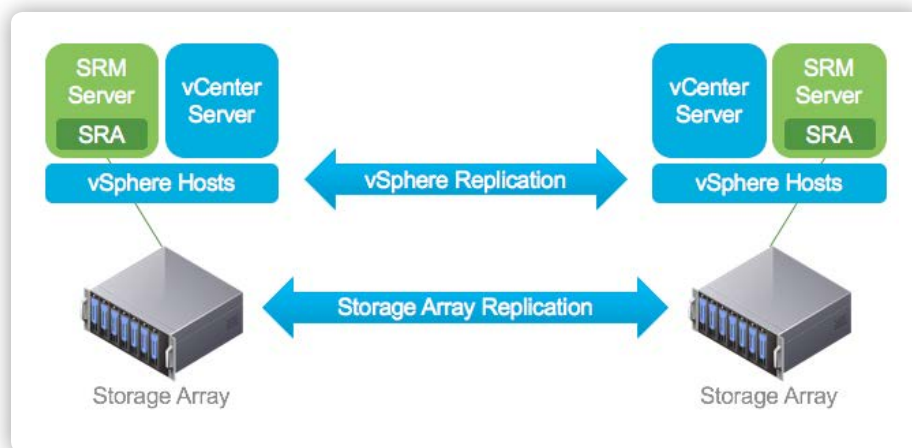 SRM
Server
SRA
vCenter
Server
vSphere Hosts
vSphere Replication
vCenter
Server
SRM
Server
SRA
vSphere Hosts
Storage Array Replication
Storage Array
Storage Array